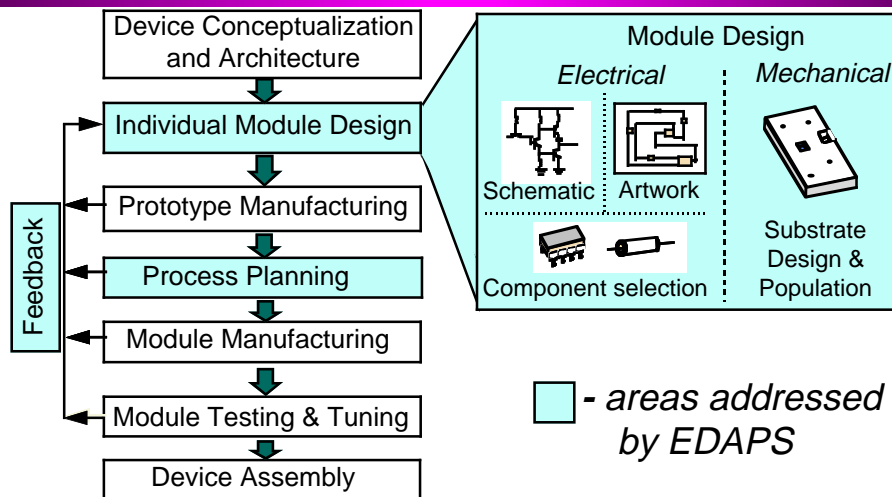 Device Conceptualization
and Architecture
Individual Module Design
Prototype Manufacturing
Process Planning
Module Manufacturing
Module Testing & Tuning
Device Assembly
Feedback
Module Design
Electrical
Mechanical
Schematic
Artwork
Component selection
Substrate
Design &
Population
- areas addressed
by EDAPS